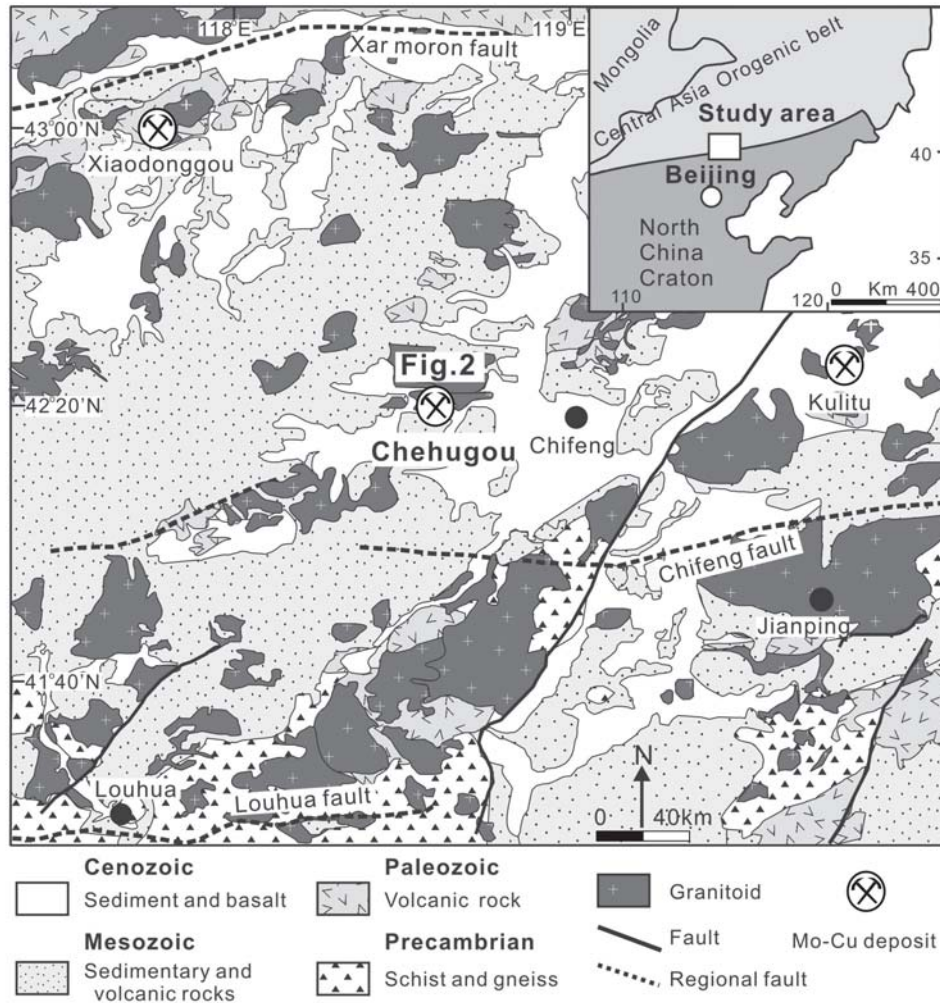 118°E
119°E
Xar moron fault
43°00'N
Xiaodonggou
Mongolia
Central Asia Orogenic belt
Study area
40
Beijing
North
China
Craton
35
110
120
0 Km 400
Fig.2
42°20'N
Chehugou
Chifeng
Kulitu
Chifeng fault
Jianping
41°40'N
Louhua
Louhua fault
N
0 40km
Cenozoic
Sediment and basalt
Mesozoic
Sedimentary and
volcanic rocks
Paleozoic
Volcanic rock
Precambrian
Schist and gneiss
Granitoid
Fault
Regional fault
Mo-Cu deposit